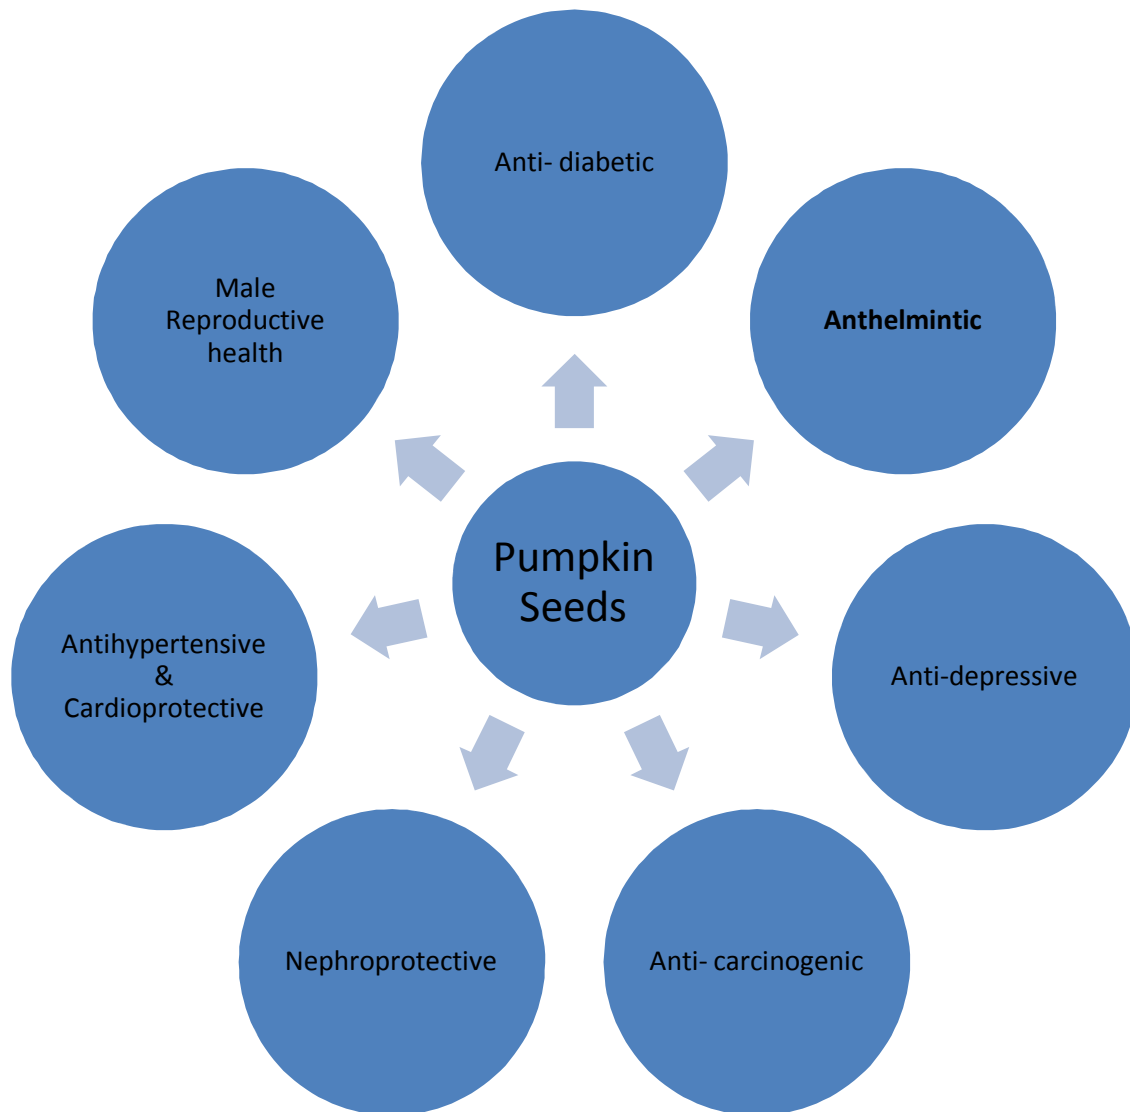 Anti- diabetic
Anthelmintic
Anti-depressive
Anti- carcinogenic
Nephroprotective
Antihypertensive
&
Cardioprotective
Male
Reproductive
health
Pumpkin
Seeds